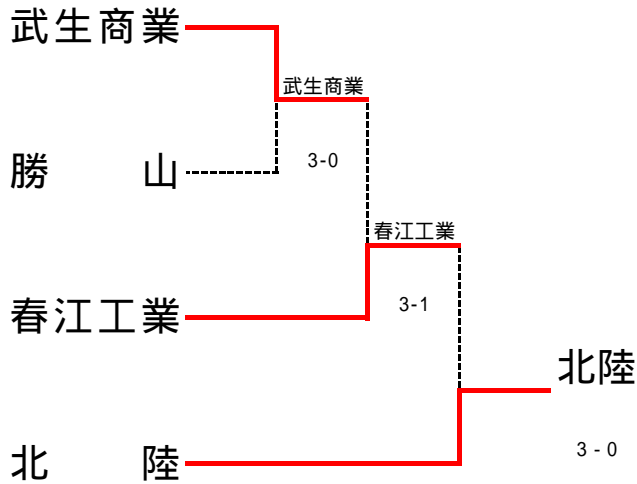 武生商業
武生商業
3-0
勝 山
春江工業
春江工業
3-1
北陸
3-0
北 陸